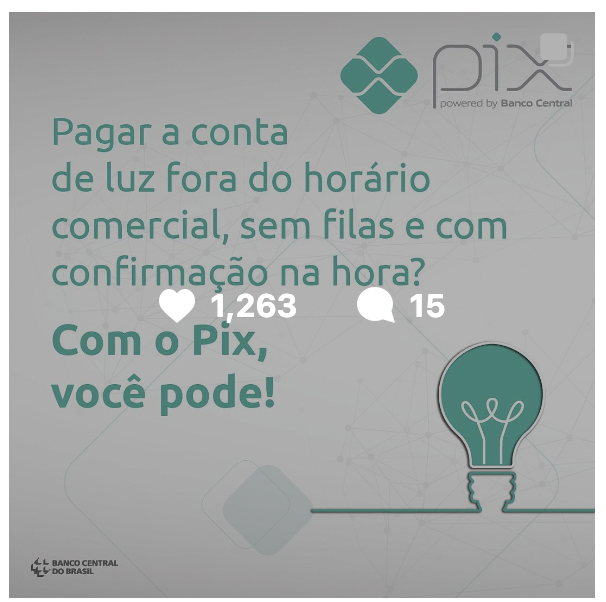 pix
powered by Banco Central
Pagar a conta
de luz fora do horário
comercial, sem filas e com
confirmação na hora?
1,263 15
Com o Pix,
você pode!
BANCO CENTRAL
DO BRASIL